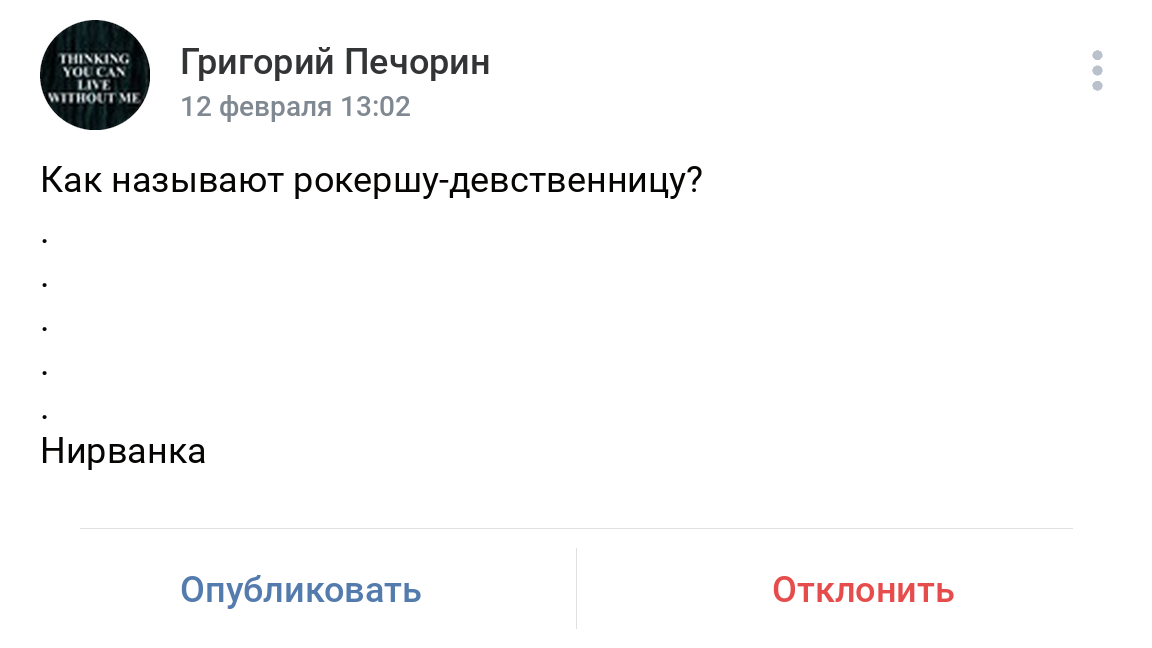 THINKING
YOU CAN
LIVE
WITHOUT ME
Григорий Печорин
12 февраля 13:02
Как называют рокершу-девственницу?
.
.
.
.
.
Нирванка
Опубликовать
Отклонить